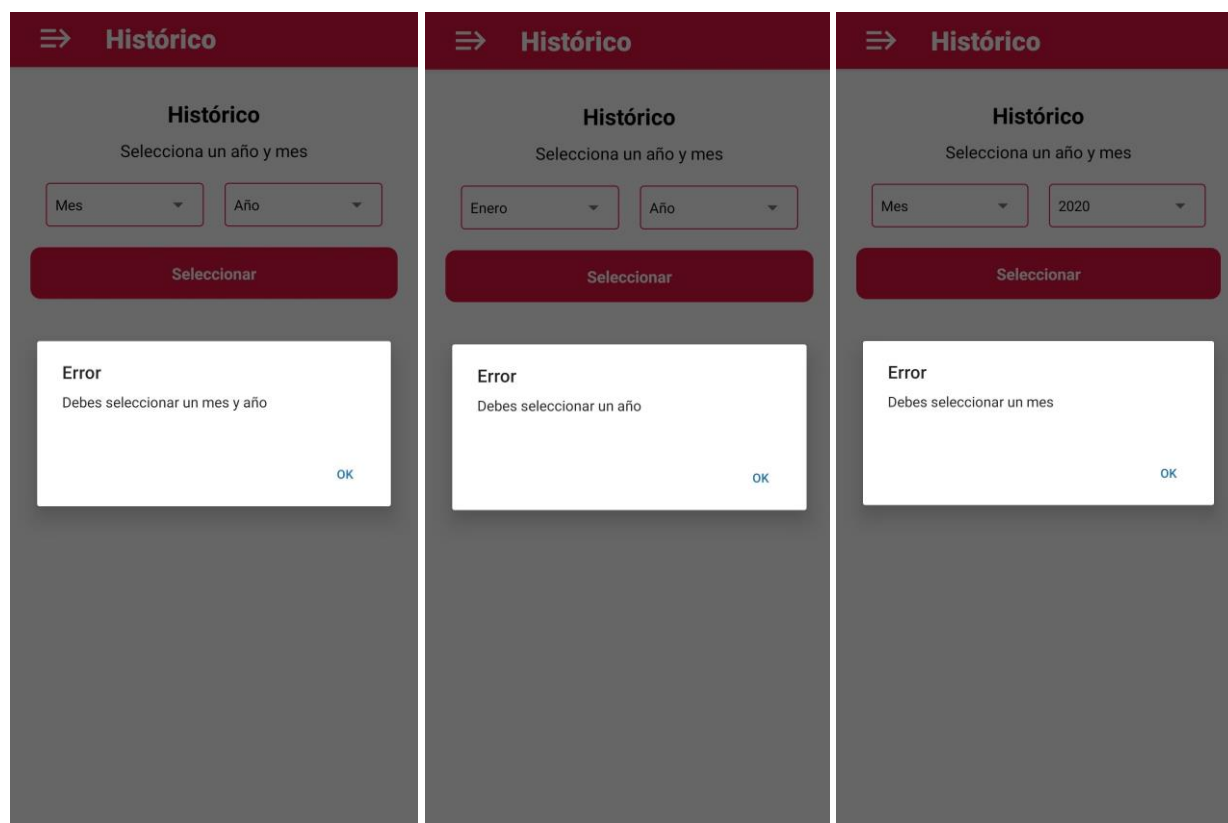 Histórico
Histórico
Selecciona un año y mes
Mes Año
Seleccionar
Error
Debes seleccionar un mes y año
OK
Histórico
Histórico
Selecciona un año y mes
Enero Año
Seleccionar
Error
Debes seleccionar un año
OK
Histórico
Histórico
Selecciona un año y mes
Mes 2020
Seleccionar
Error
Debes seleccionar un mes
OK